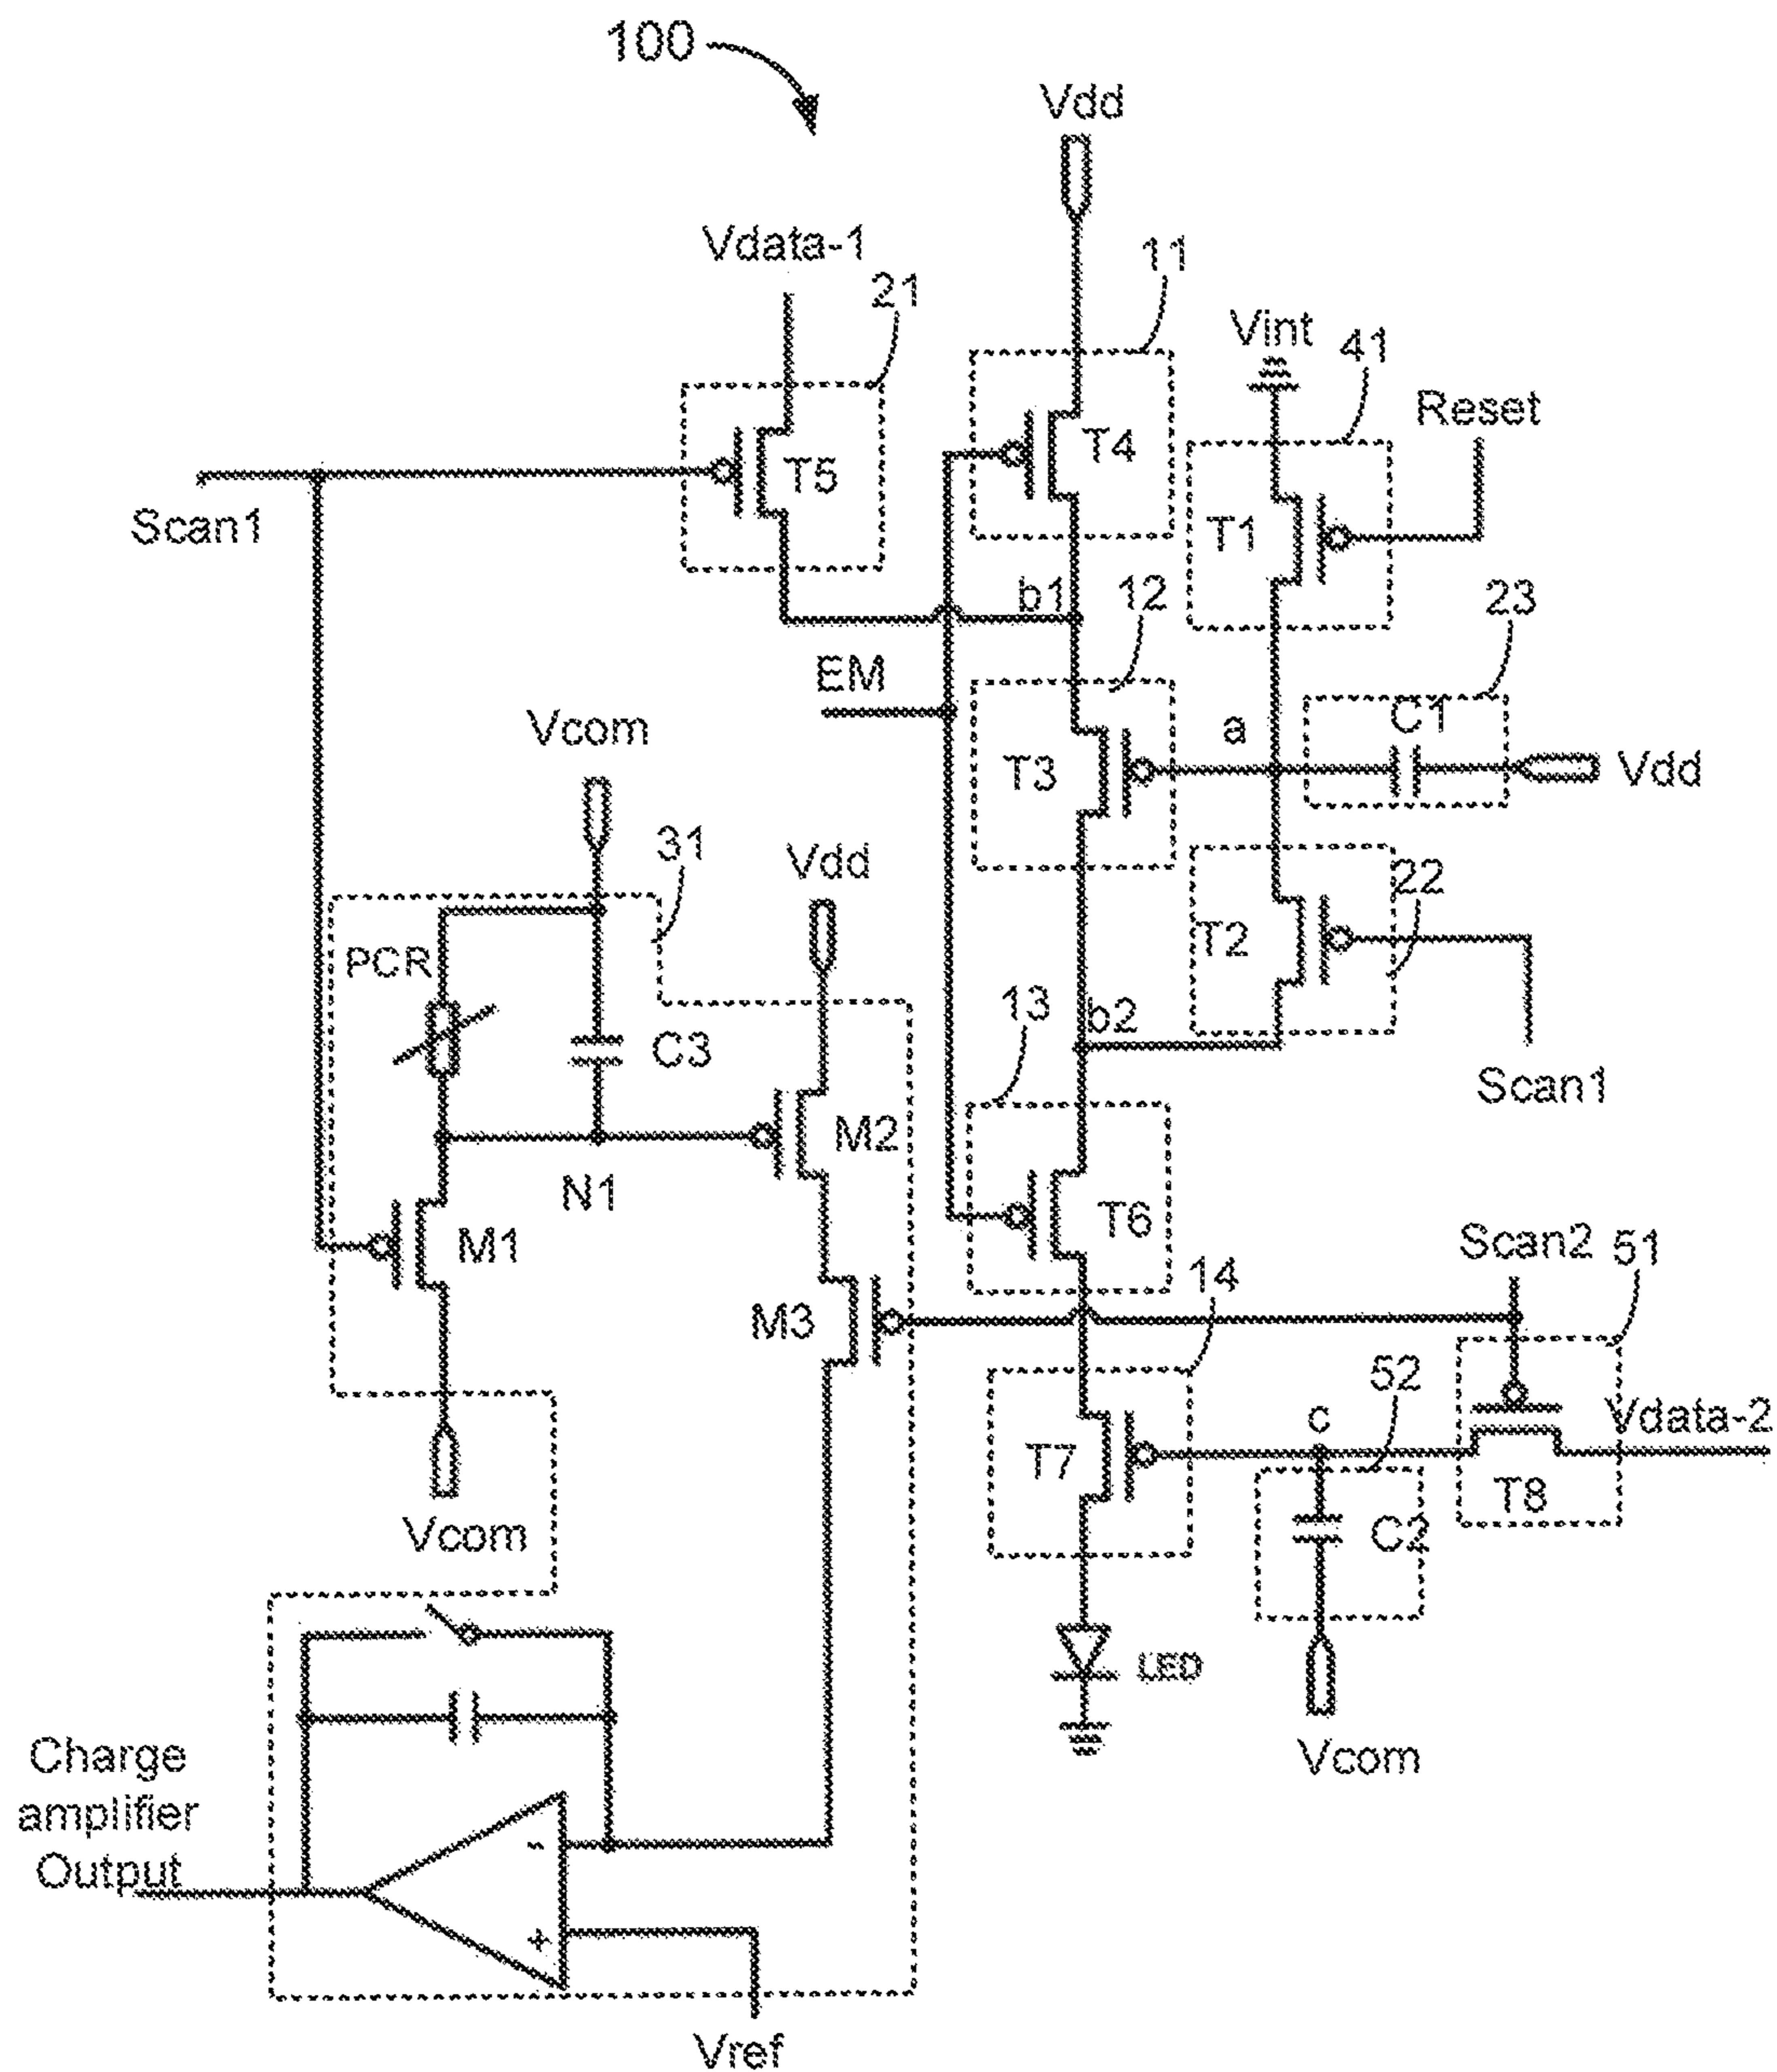 100
Vdd
Vdata-1
21
11
Vint
41
Reset
T5
T4
T1
Scan1
b1
12
23
EM
C1
Vcom
a
T3
Vdd
31
Vdd
22
T2
PCR
13
b2
C3
Scan1
M2
N1
T6
M1
Scan2
51
14
M3
52
c
Vdata-2
T7
T8
C2
Vcom
LED
Charge
amplifier
Output
Vcom
-
+
Vref